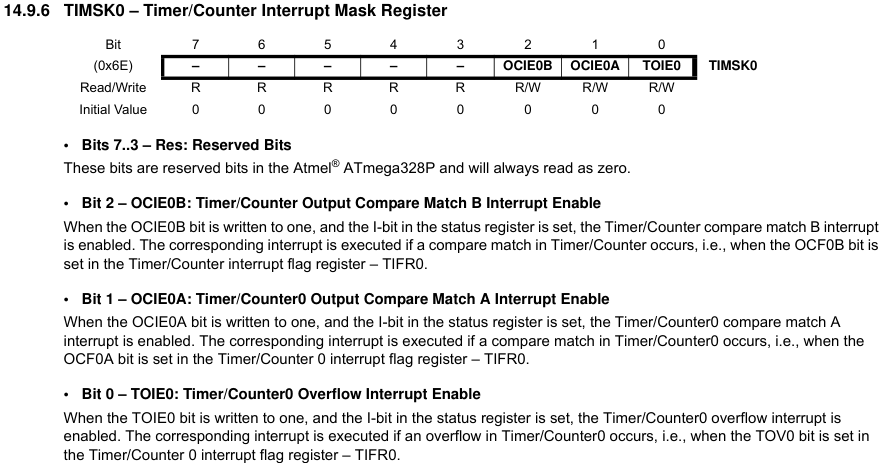 14.9.6 TIMSK0 – Timer/Counter Interrupt Mask Register
Bit 7 6 5 4 3 2 1 0
(0x6E) – – – – – OCIE0B OCIE0A TOIE0 TIMSK0
Read/Write R R R R R R/W R/W R/W
Initial Value 0 0 0 0 0 0 0 0
• Bits 7..3 – Res: Reserved Bits
These bits are reserved bits in the Atmel® ATmega328P and will always read as zero.
• Bit 2 – OCIE0B: Timer/Counter Output Compare Match B Interrupt Enable
When the OCIE0B bit is written to one, and the I-bit in the status register is set, the Timer/Counter compare match B interrupt
is enabled. The corresponding interrupt is executed if a compare match in Timer/Counter occurs, i.e., when the OCF0B bit is
set in the Timer/Counter interrupt flag register – TIFR0.
• Bit 1 – OCIE0A: Timer/Counter0 Output Compare Match A Interrupt Enable
When the OCIE0A bit is written to one, and the I-bit in the status register is set, the Timer/Counter0 compare match A
interrupt is enabled. The corresponding interrupt is executed if a compare match in Timer/Counter0 occurs, i.e., when the
OCF0A bit is set in the Timer/Counter 0 interrupt flag register – TIFR0.
• Bit 0 – TOIE0: Timer/Counter0 Overflow Interrupt Enable
When the TOIE0 bit is written to one, and the I-bit in the status register is set, the Timer/Counter0 overflow interrupt is
enabled. The corresponding interrupt is executed if an overflow in Timer/Counter0 occurs, i.e., when the TOV0 bit is set in
the Timer/Counter 0 interrupt flag register – TIFR0.